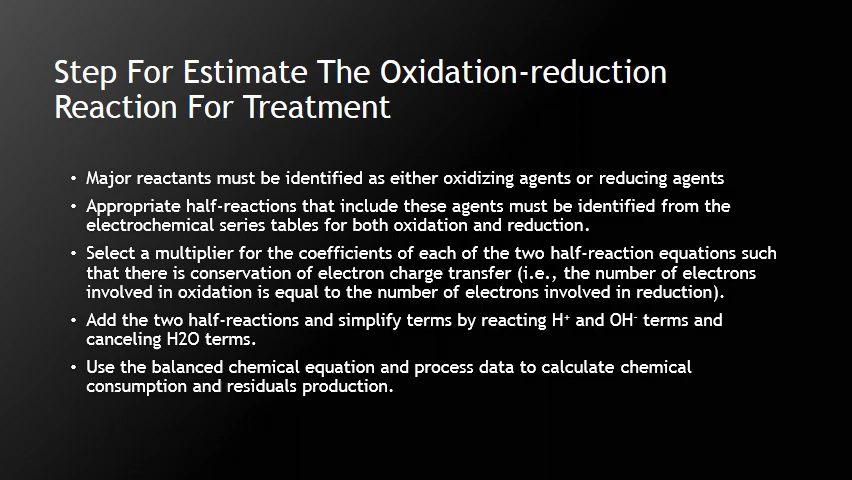 Step For Estimate The Oxidation-reduction
Reaction For Treatment
• Major reactants must be identified as either oxidizing agents or reducing agents
• Appropriate half-reactions that include these agents must be identified from the
electrochemical series tables for both oxidation and reduction.
• Select a multiplier for the coefficients of each of the two half-reaction equations such
that there is conservation of electron charge transfer (i.e., the number of electrons
involved in oxidation is equal to the number of electrons involved in reduction).
• Add the two half-reactions and simplify terms by reacting H⁺ and OH⁻ terms and
canceling H2O terms.
• Use the balanced chemical equation and process data to calculate chemical
consumption and residuals production.